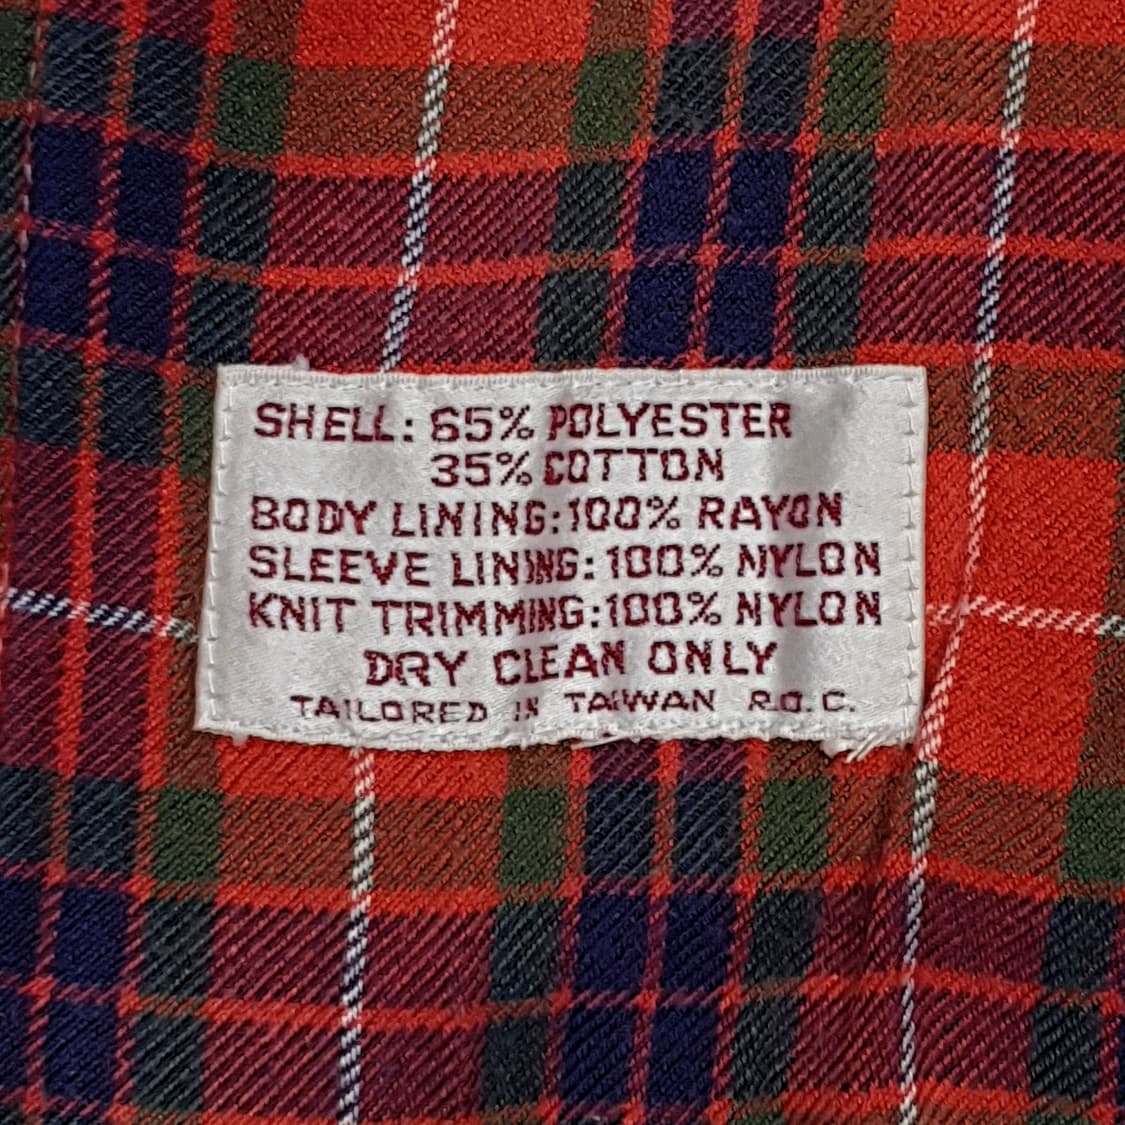 SHELL: 65% POLYESTER
35% COTTON
BODY LINING:100% RAYON
SLEEVE LINING:100% NYLON
KNIT TRIMMING:100% NYLON
DRY CLEAN ONLY
TAILORED IN TAIWAN R.O.C.